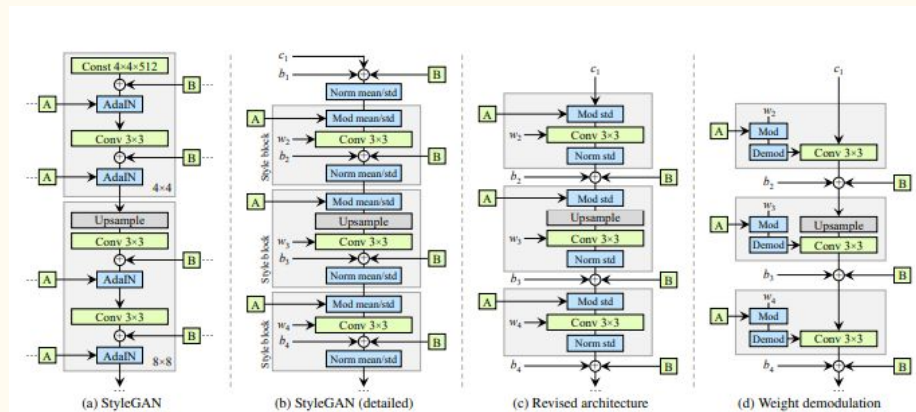 Const 4×4×512
B
A
AdaIN
Conv 3×3
B
A
AdaIN
4×4
Upsample
Conv 3×3
B
A
AdaIN
Conv 3×3
B
A
AdaIN
8×8
...
(a) StyleGAN
c₁
b₁
B
Norm mean/std
A
Mod mean/std
w₂
Conv 3×3
b₂
B
Norm mean/std
Style block
A
Mod mean/std
Upsample
w₃
Conv 3×3
b₃
B
Norm mean/std
Style block
A
Mod mean/std
w₄
Conv 3×3
b₄
B
Norm mean/std
Style block
...
(b) StyleGAN (detailed)
c₁
A
Mod std
w₂
Conv 3×3
Norm std
b₂
B
A
Mod std
Upsample
w₃
Conv 3×3
Norm std
b₃
B
A
Mod std
w₄
Conv 3×3
Norm std
b₄
B
...
(c) Revised architecture
c₁
w₂
A
Mod
Demod
Conv 3×3
b₂
B
w₃
A
Mod
Upsample
Demod
Conv 3×3
b₃
B
w₄
A
Mod
Demod
Conv 3×3
b₄
B
...
(d) Weight demodulation